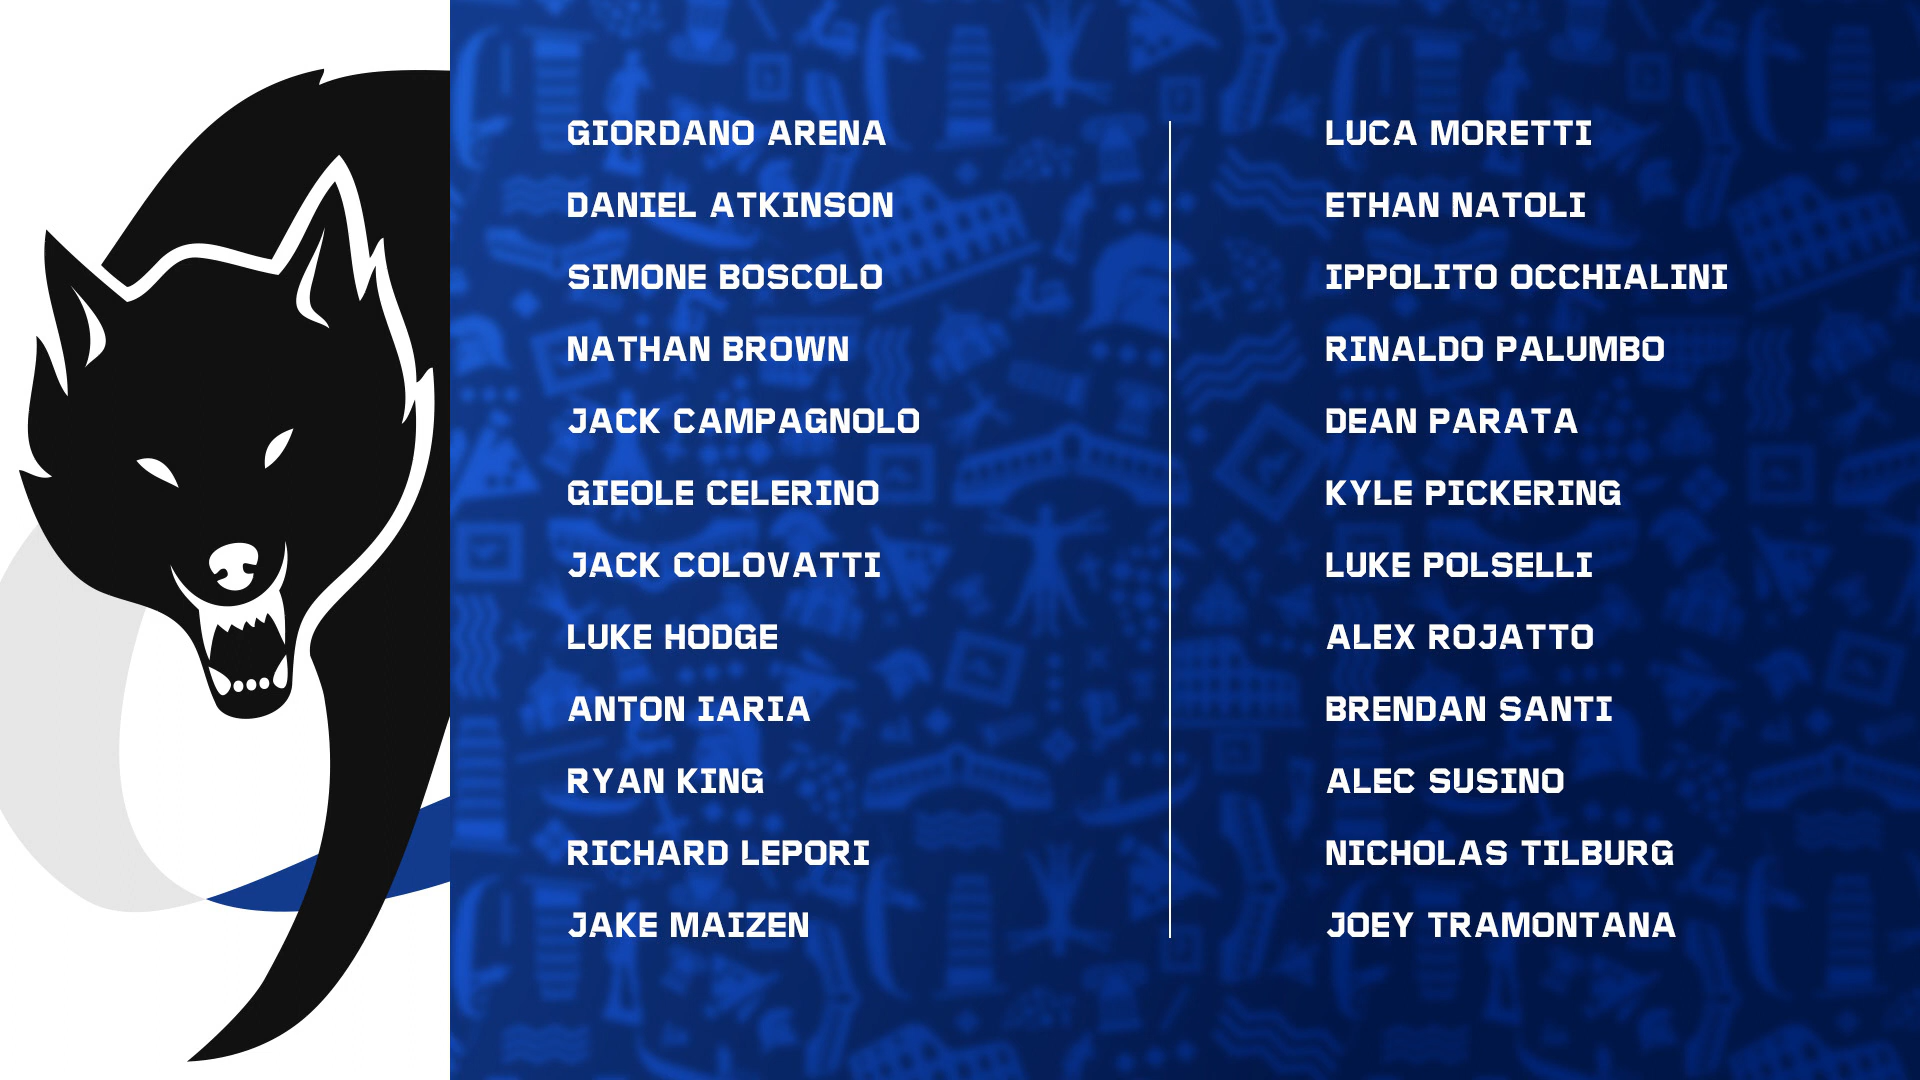 GIORDANO ARENA
DANIEL ATKINSON
SIMONE BOSCOLO
NATHAN BROWN
JACK CAMPAGNOLO
GIEOLE CELERINO
JACK COLOVATTI
LUKE HODGE
ANTON IARIA
RYAN KING
RICHARD LEPORI
JAKE MAIZEN
LUCA MORETTI
ETHAN NATOLI
IPPOLITO OCCHIALINI
RINALDO PALUMBO
DEAN PARATA
KYLE PICKERING
LUKE POLSELLI
ALEX ROJATTO
BRENDAN SANTI
ALEC SUSINO
NICHOLAS TILBURG
JOEY TRAMONTANA